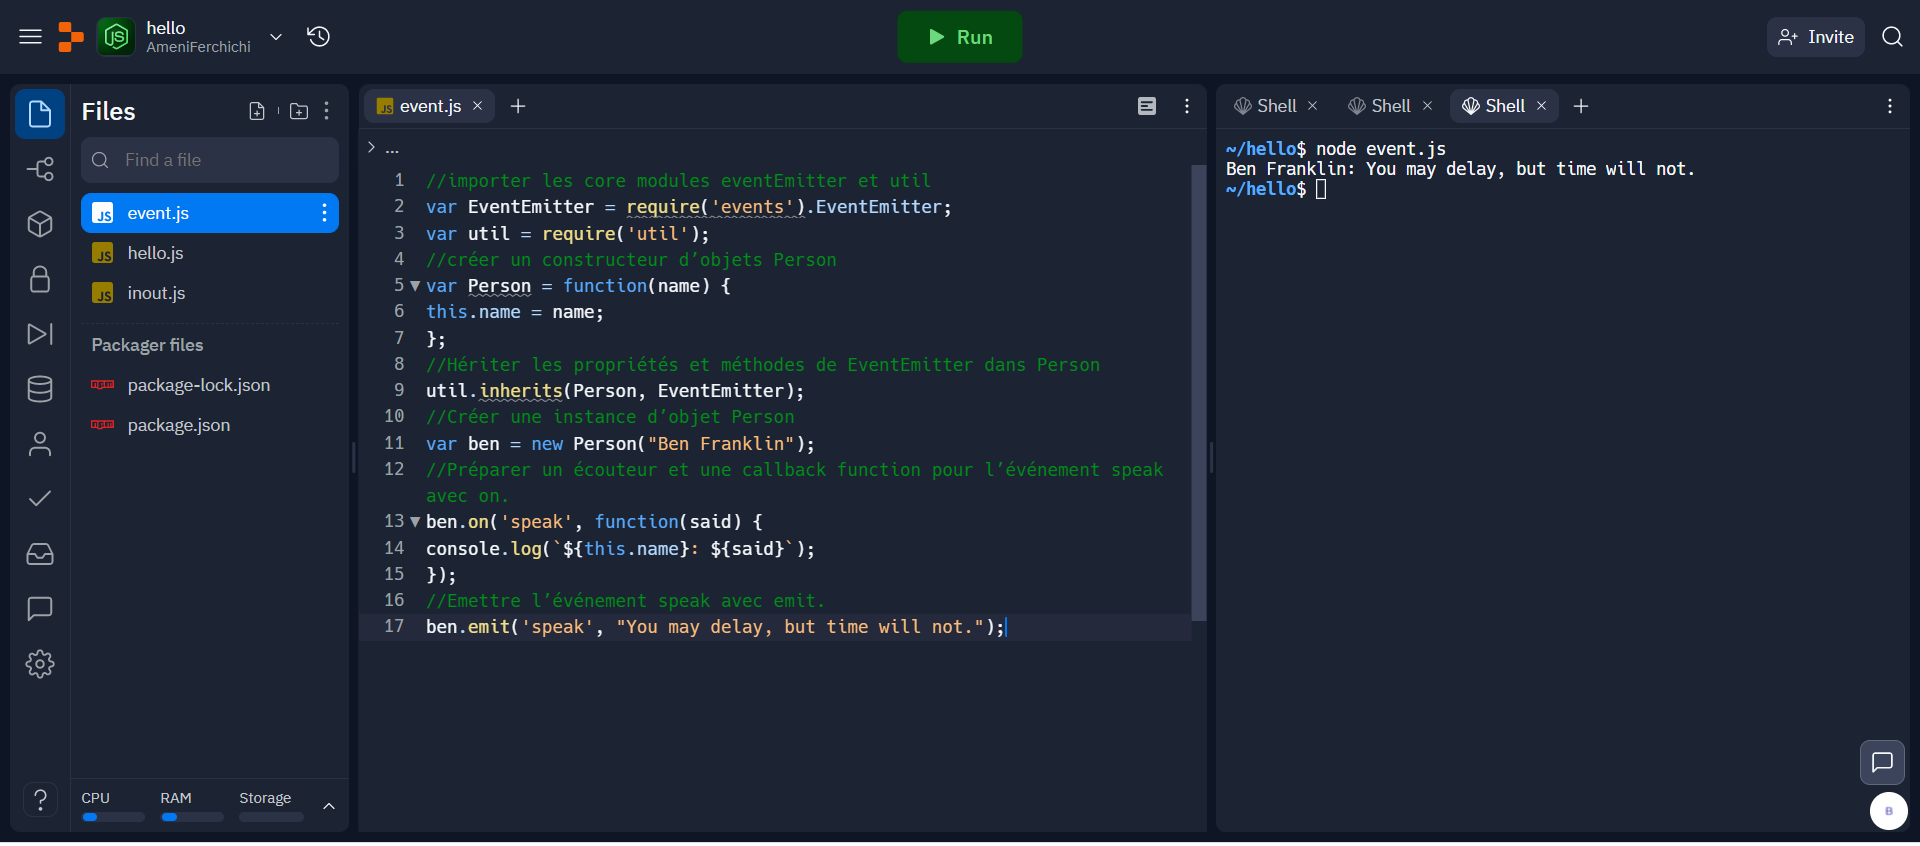 hello
AmeniFerchichi
Run
Invite
Files
Find a file
JS event.js
JS hello.js
JS inout.js
Packager files
npm package-lock.json
npm package.json
CPU RAM Storage
JS event.js
...
1 //importer les core modules eventEmitter et util
2 var EventEmitter = require('events').EventEmitter;
3 var util = require('util');
4 //créer un constructeur d’objets Person
5 var Person = function(name) {
6 this.name = name;
7 };
8 //Hériter les propriétés et méthodes de EventEmitter dans Person
9 util.inherits(Person, EventEmitter);
10 //Créer une instance d’objet Person
11 var ben = new Person("Ben Franklin");
12 //Préparer un écouteur et une callback function pour l’événement speak
avec on.
13 ben.on('speak', function(said) {
14 console.log(`${this.name}: ${said}`);
15 });
16 //Emettre l’événement speak avec emit.
17 ben.emit('speak', "You may delay, but time will not.");
Shell Shell Shell
~/hello$ node event.js
Ben Franklin: You may delay, but time will not.
~/hello$